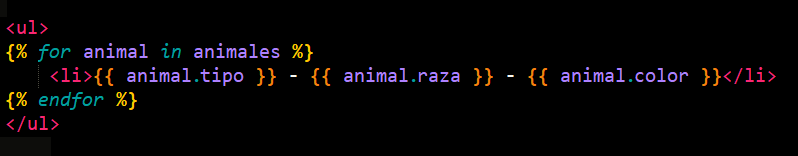 <ul>
{% for animal in animales %}
    <li>{{ animal.tipo }} - {{ animal.raza }} - {{ animal.color }}</li>
{% endfor %}
</ul>